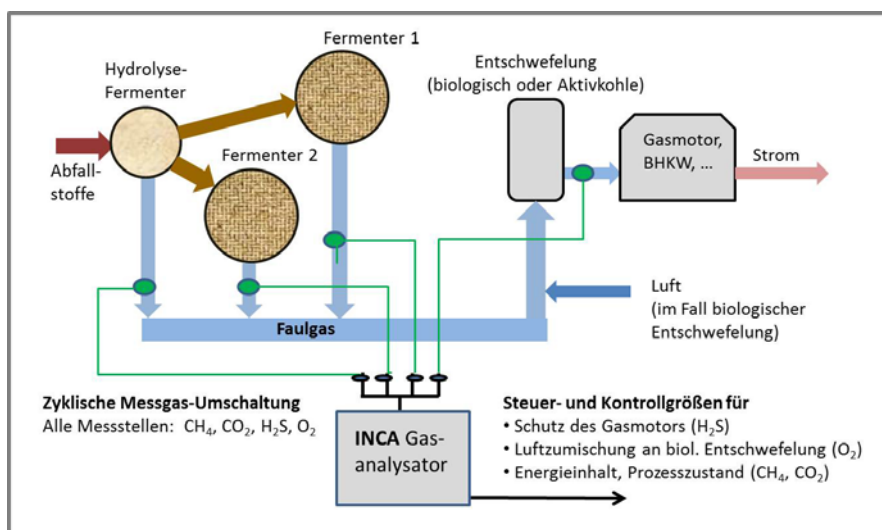 Fermenter 1
Hydrolyse-
Fermenter
Entschwefelung
(biologisch oder Aktivkohle)
Gasmotor,
BHKW, ...
Strom
Abfall-
stoffe
Fermenter 2
Luft
(im Fall biologischer
Entschwefelung)
Faulgas
Zyklische Messgas-Umschaltung
Alle Messstellen: CH₄, CO₂, H₂S, O₂
INCA Gas-
analysator
Steuer- und Kontrollgrößen für
• Schutz des Gasmotors (H₂S)
• Luftzumischung an biol. Entschwefelung (O₂)
• Energieinhalt, Prozesszustand (CH₄, CO₂)